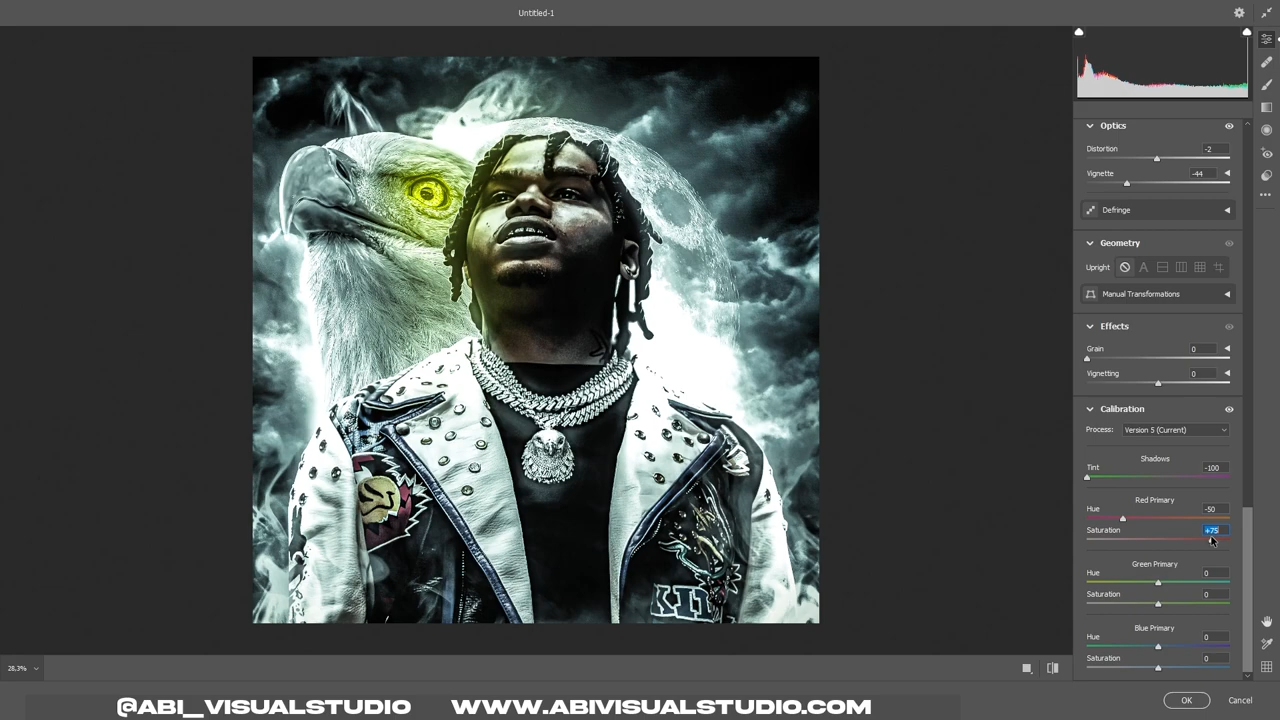 Untitled-1
Optics
Distortion -2
Vignette -44
Defringe
Geometry
Upright A
Manual Transformations
Effects
Grain 0
Vignetting 0
Calibration
Process: Version 5 (Current)
Shadows
Tint -100
Red Primary
Hue -50
Saturation +75
Green Primary
Hue 0
Saturation 0
Blue Primary
Hue 0
Saturation 0
28,3%
OK Cancel
@ABI_VISUALSTUDIO WWW.ABIVISUALSTUDIO.COM